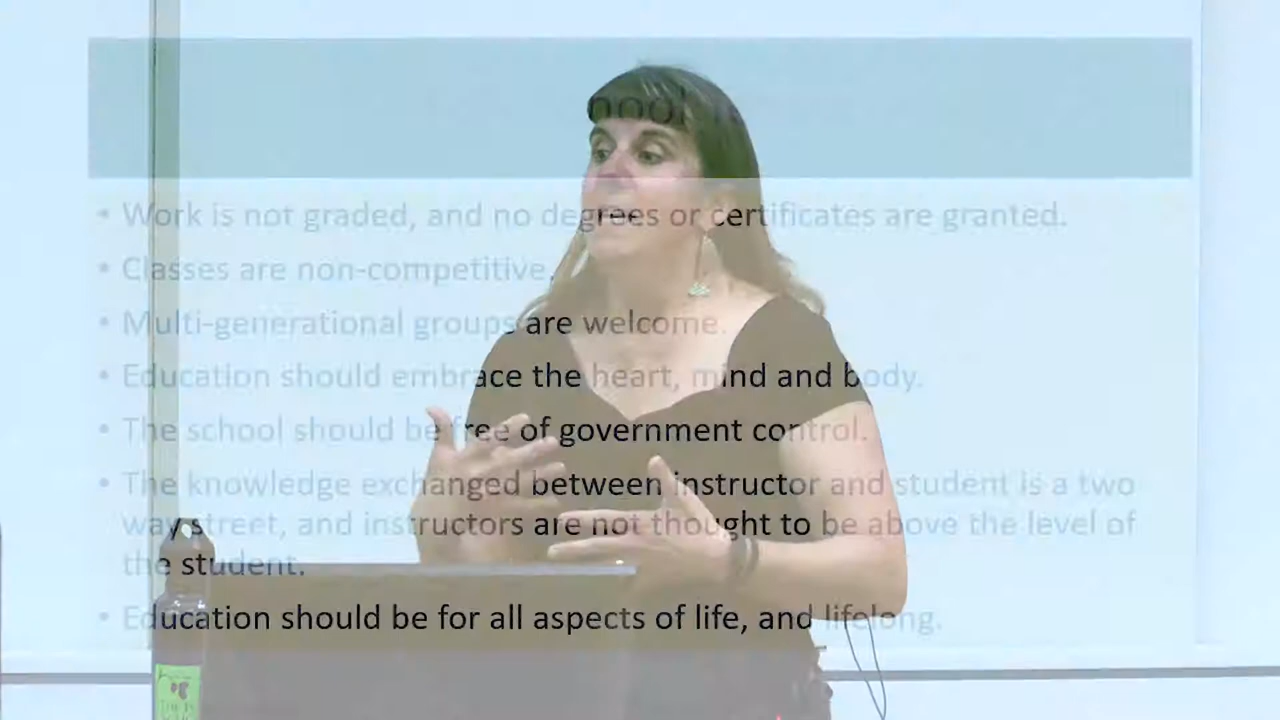 • Work is not graded, and no degrees or certificates are granted.
• Classes are non-competitive.
• Multi-generational groups are welcome.
• Education should embrace the heart, mind and body.
• The school should be free of government control.
• The knowledge exchanged between instructor and student is a two
way street, and instructors are not thought to be above the level of
the student.
• Education should be for all aspects of life, and lifelong.